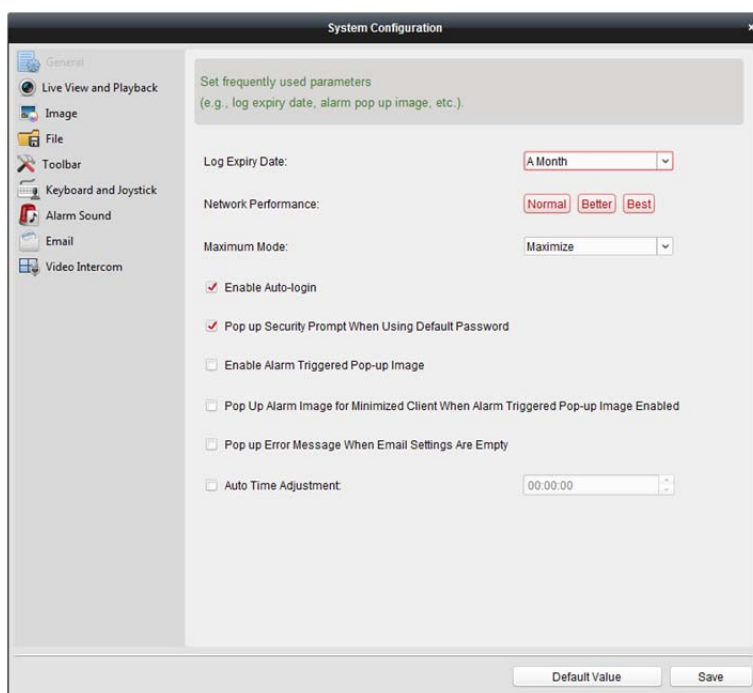 System Configuration
General
Live View and Playback
Image
File
Toolbar
Keyboard and Joystick
Alarm Sound
Email
Video Intercom
Set frequently used parameters
(e.g., log expiry date, alarm pop up image, etc.).
Log Expiry Date: A Month
Network Performance: Normal Better Best
Maximum Mode: Maximize
Enable Auto-login
Pop up Security Prompt When Using Default Password
Enable Alarm Triggered Pop-up Image
Pop Up Alarm Image for Minimized Client When Alarm Triggered Pop-up Image Enabled
Pop up Error Message When Email Settings Are Empty
Auto Time Adjustment: 00:00:00
Default Value Save